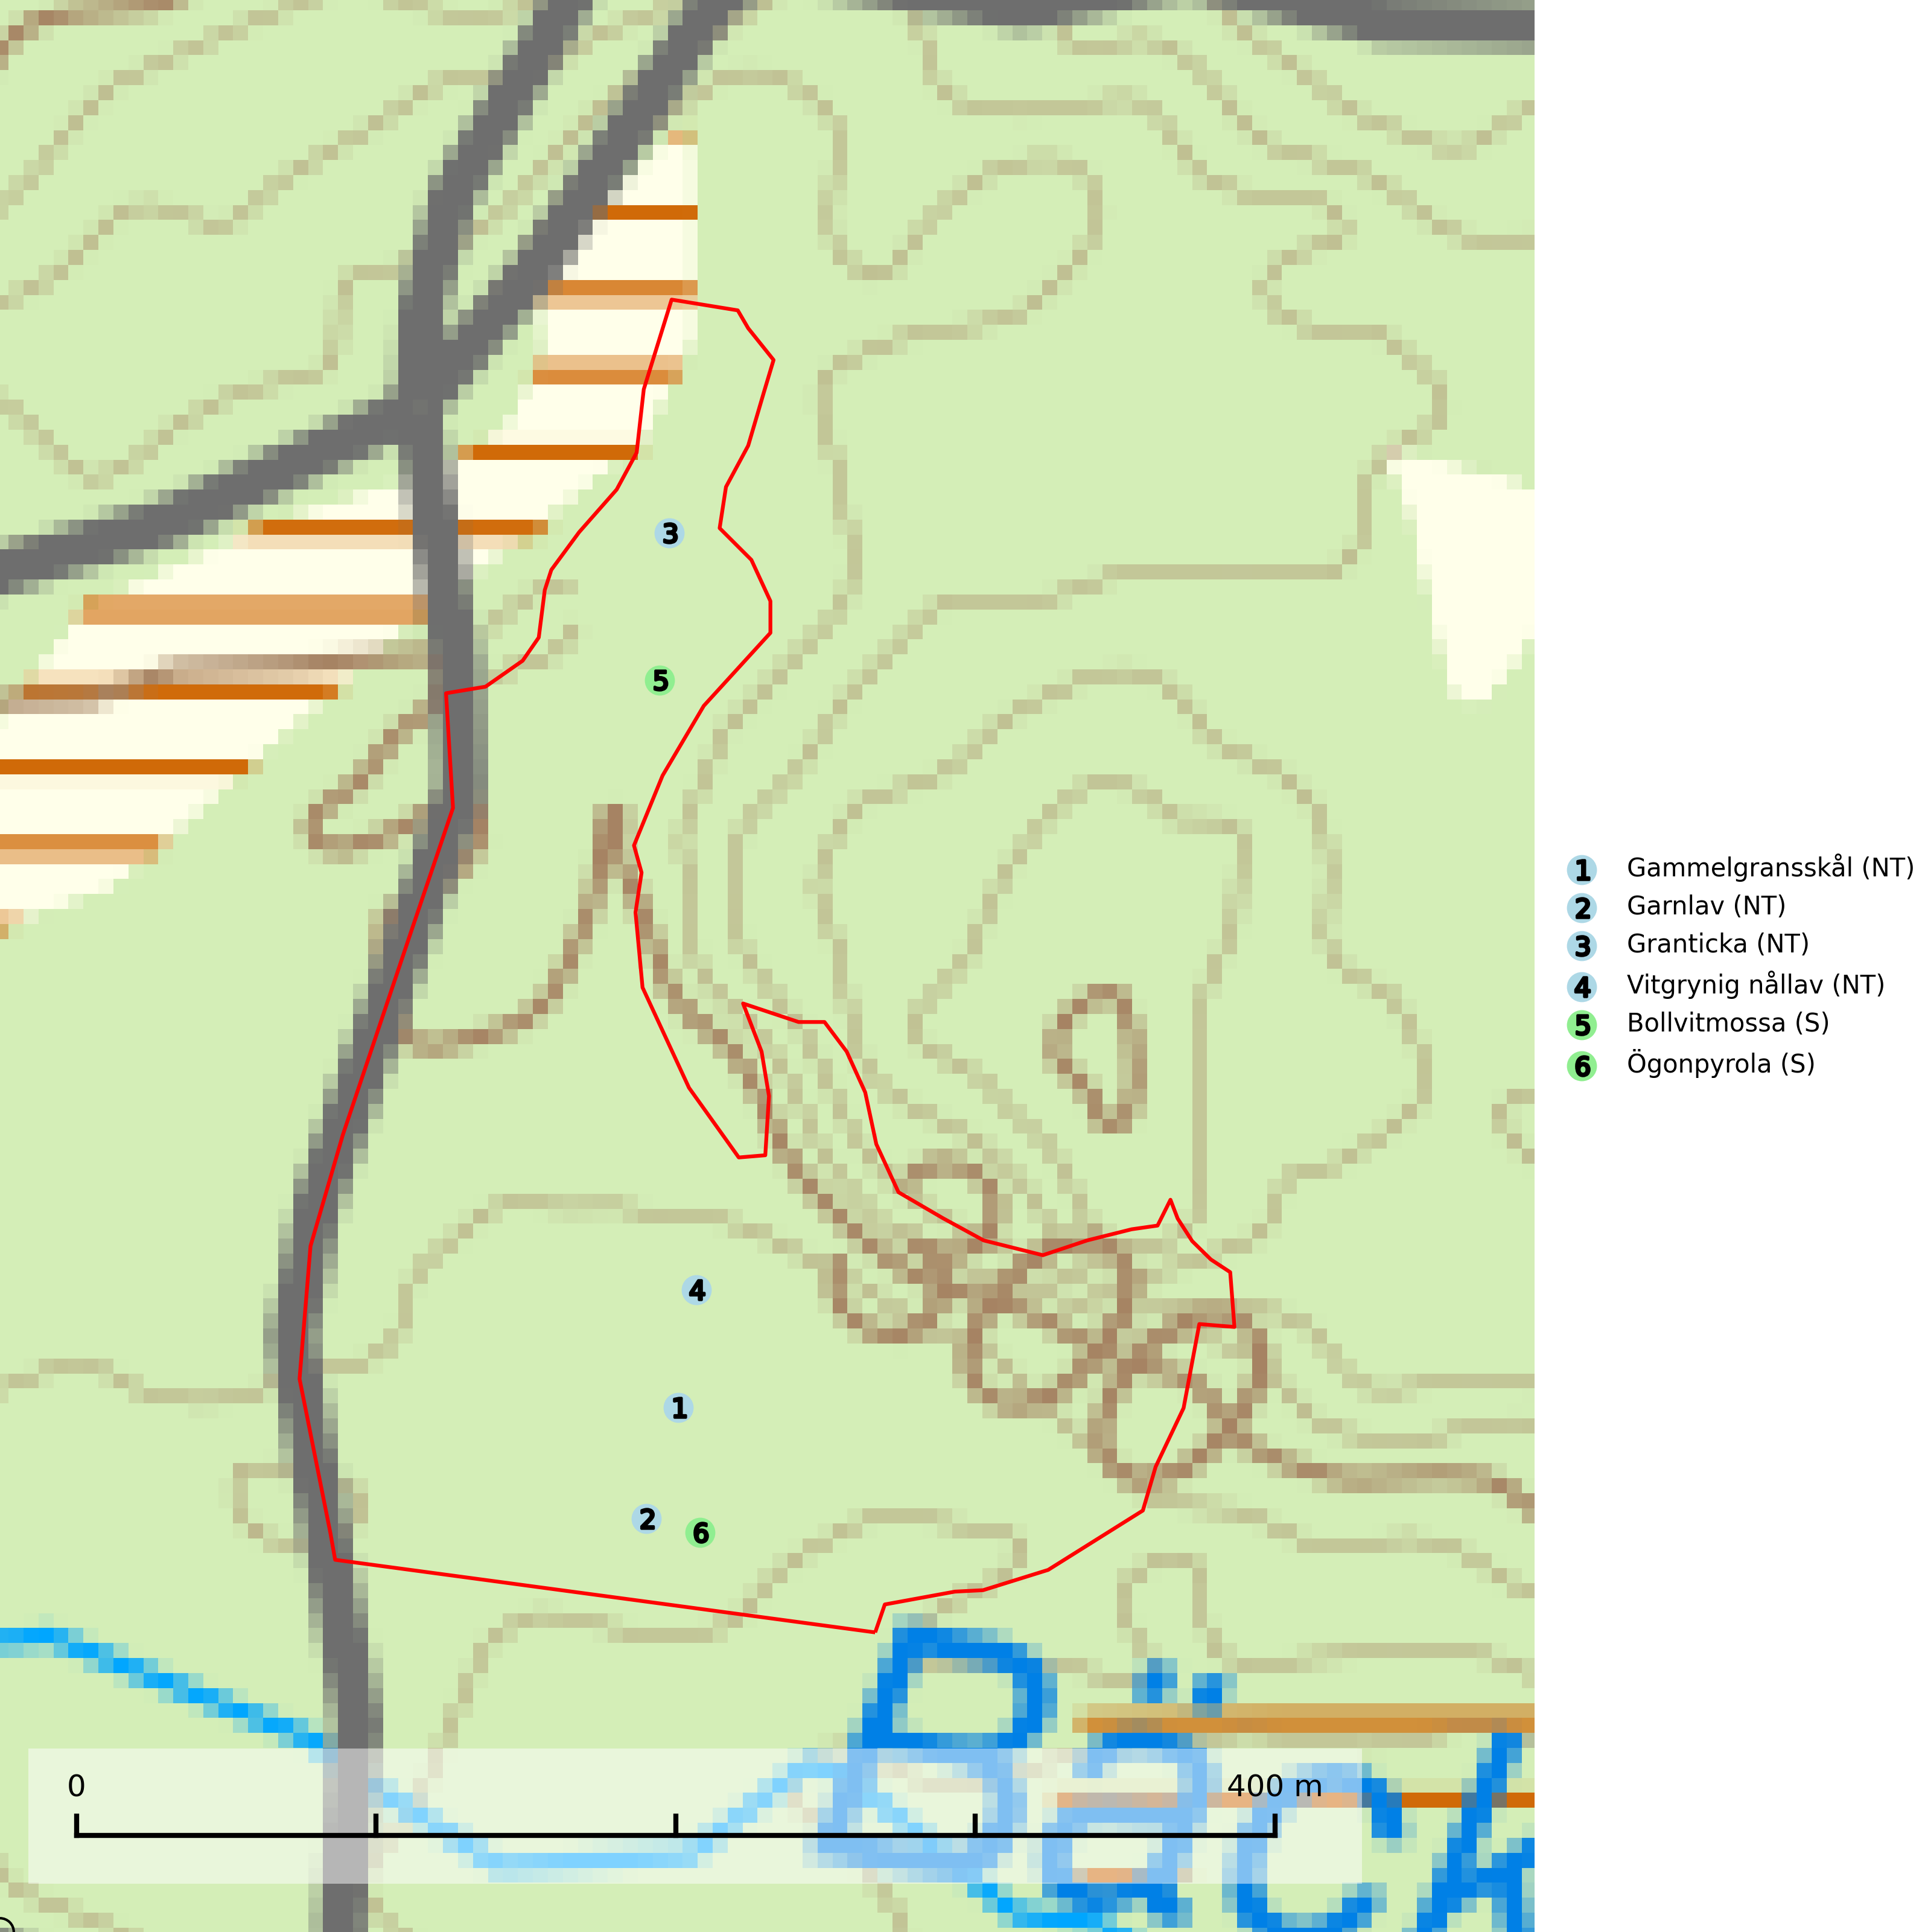 3
5
4
1
2
6
0
400 m
1 Gammelgransskål (NT)
2 Garnlav (NT)
3 Granticka (NT)
4 Vitgrynig nållav (NT)
5 Bollvitmossa (S)
6 Ögonpyrola (S)